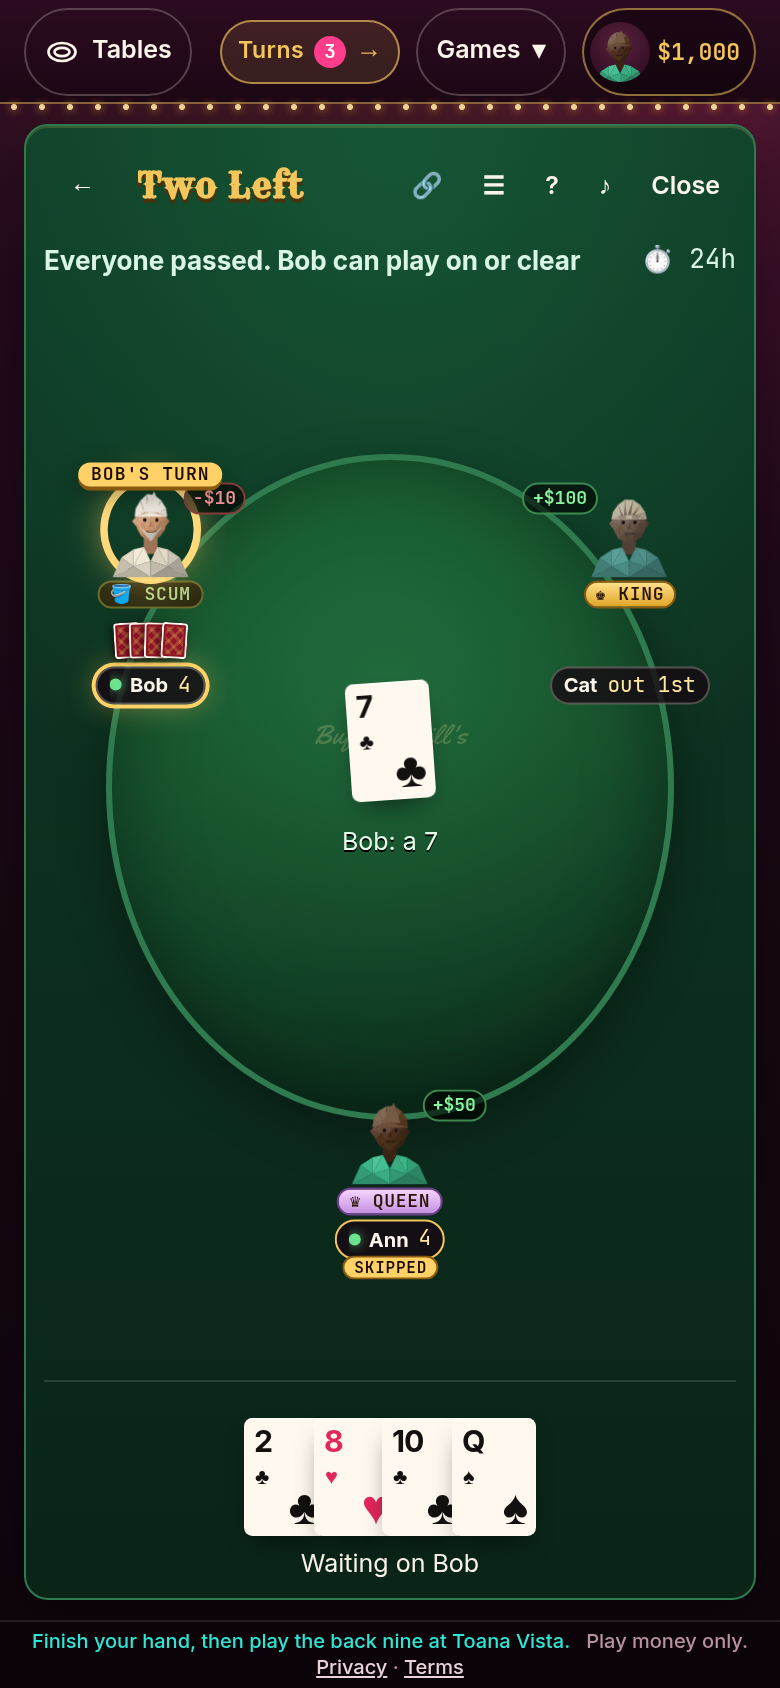 Tables
Turns 3 →
Games ▼
$1,000
← Two Left 🔗 ☰ ? ♪ Close
Everyone passed. Bob can play on or clear ⏱️ 24h
BOB'S TURN
-$10
+$100
🪣 SCUM
♚ KING
Bob 4
Cat out 1st
7
♣
♣
Bob: a 7
+$50
♛ QUEEN
Ann 4
SKIPPED
2 8 10 Q
♣ ♥ ♣ ♠
♣ ♥ ♣ ♠
Waiting on Bob
Finish your hand, then play the back nine at Toana Vista. Play money only.
Privacy · Terms